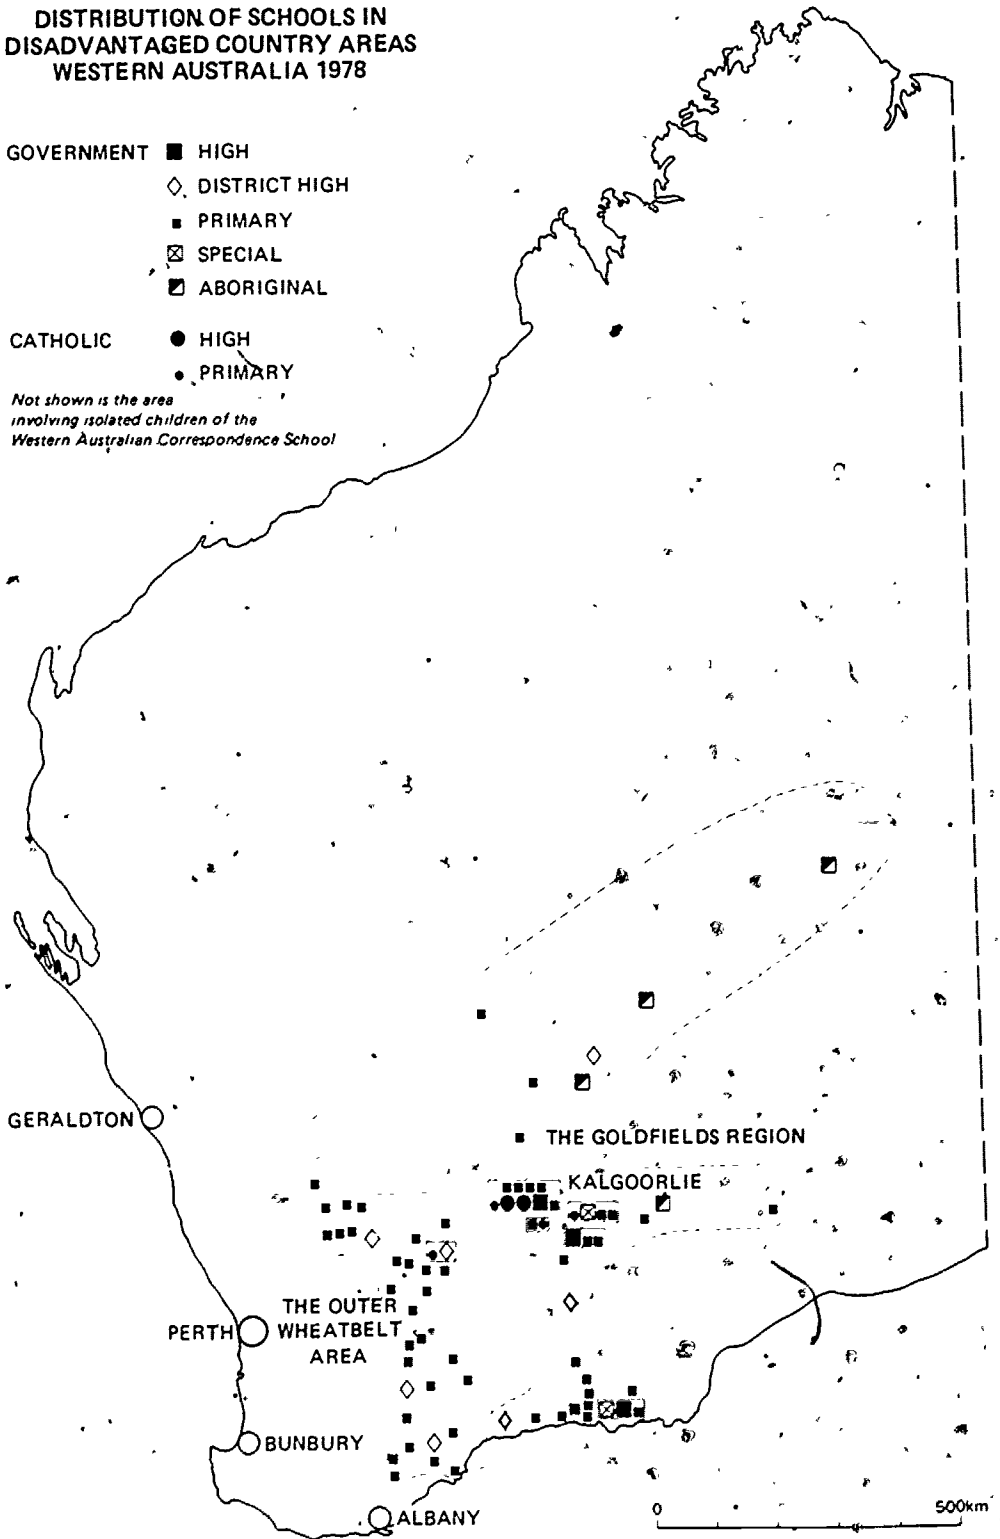 DISTRIBUTION OF SCHOOLS IN
DISADVANTAGED COUNTRY AREAS
WESTERN AUSTRALIA 1978
GOVERNMENT HIGH
DISTRICT HIGH
PRIMARY
SPECIAL
ABORIGINAL
CATHOLIC HIGH
PRIMARY
Not shown is the area
involving isolated children of the
Western Australian Correspondence School
GERALDTON
THE GOLDFIELDS REGION
KALGOORLIE
THE OUTER
WHEATBELT
AREA
PERTH
BUNBURY
ALBANY
0 500km